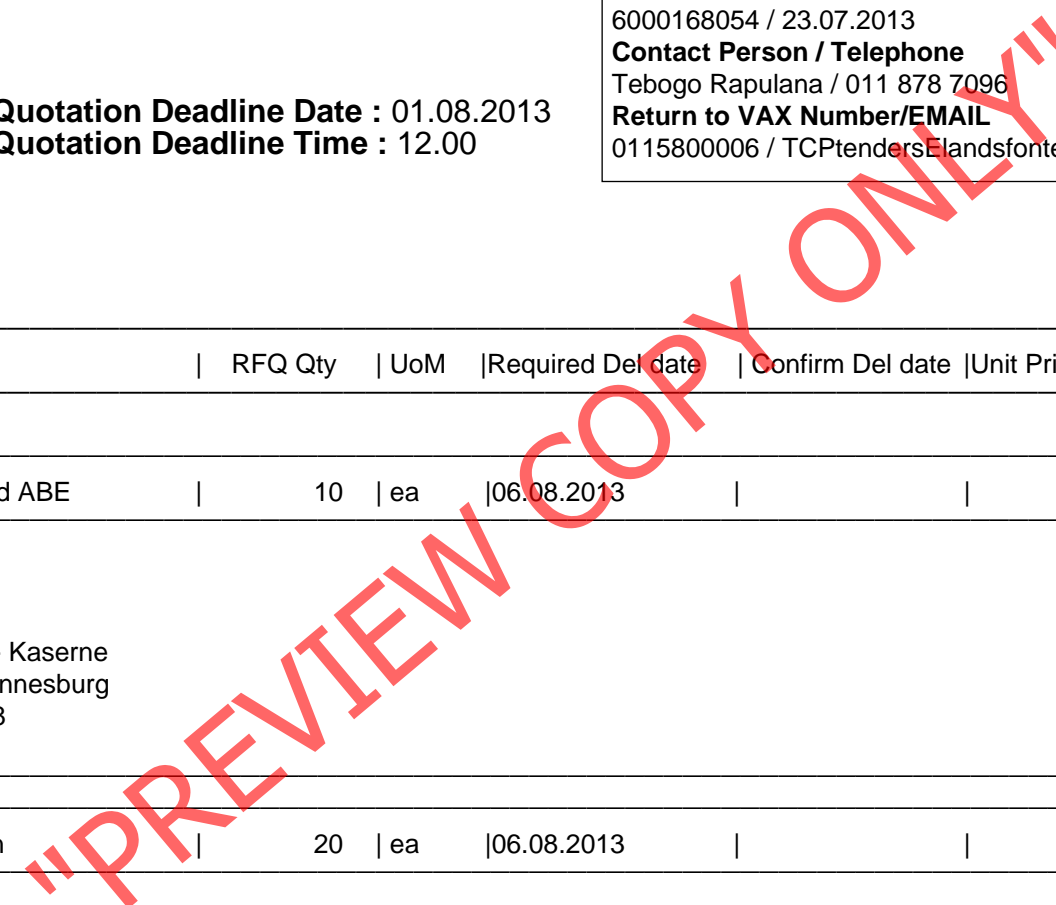 6000168054 / 23.07.2013
Contact Person / Telephone
Tebogo Rapulana / 011 878 7096
Return to VAX Number/EMAIL
0115800006 / TCPtendersElandsfonte
Quotation Deadline Date : 01.08.2013
Quotation Deadline Time : 12.00
| RFQ Qty | UoM |Required Del date | Confirm Del date |Unit Pri
d ABE | 10 | ea |06.08.2013 | |
Kaserne
nnesburg
3
n | 20 | ea |06.08.2013 | |
"PREVIEW COPY ONLY"